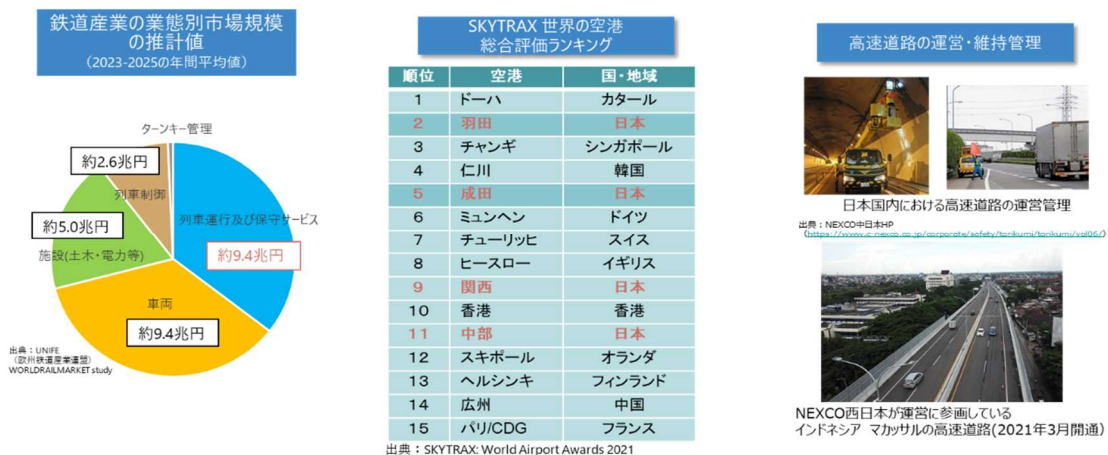 鉄道産業の業態別市場規模
の推計値
(2023-2025の年間平均値)
ターンキー管理
約2.6兆円
列車制御
約5.0兆円
施設(土木・電力等)
列車運行及び保守サービス
約9.4兆円
車両
約9.4兆円
出典:UNIFE
(欧州鉄道産業連盟)
WORLDRAILMARKET study
SKYTRAX 世界の空港
総合評価ランキング
順位 空港 国・地域
1 ドーハ カタール
2 羽田 日本
3 チャンギ シンガポール
4 仁川 韓国
5 成田 日本
6 ミュンヘン ドイツ
7 チューリッヒ スイス
8 ヒースロー イギリス
9 関西 日本
10 香港 香港
11 中部 日本
12 スキポール オランダ
13 ヘルシンキ フィンランド
14 広州 中国
15 パリ/CDG フランス
出典:SKYTRAX: World Airport Awards 2021
高速道路の運営・維持管理
日本国内における高速道路の運営管理
出典:NEXCO中日本HP
(https://www.c-nexco.co.jp/corporate/safety/torikumi/torikumi/vol06/)
NEXCO西日本が運営に参画している
インドネシア マカッサルの高速道路(2021年3月開通)